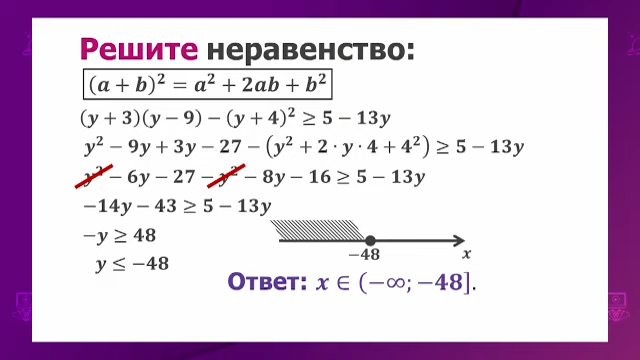 Решите неравенство:
(a + b)² = a² + 2ab + b²
(y + 3)(y − 9) − (y + 4)² ≥ 5 − 13y
y² − 9y + 3y − 27 − (y² + 2 · y · 4 + 4²) ≥ 5 − 13y
y² − 6y − 27 − y² − 8y − 16 ≥ 5 − 13y
−14y − 43 ≥ 5 − 13y
−y ≥ 48
y ≤ −48
−48 x
Ответ: x ∈ (−∞; −48].